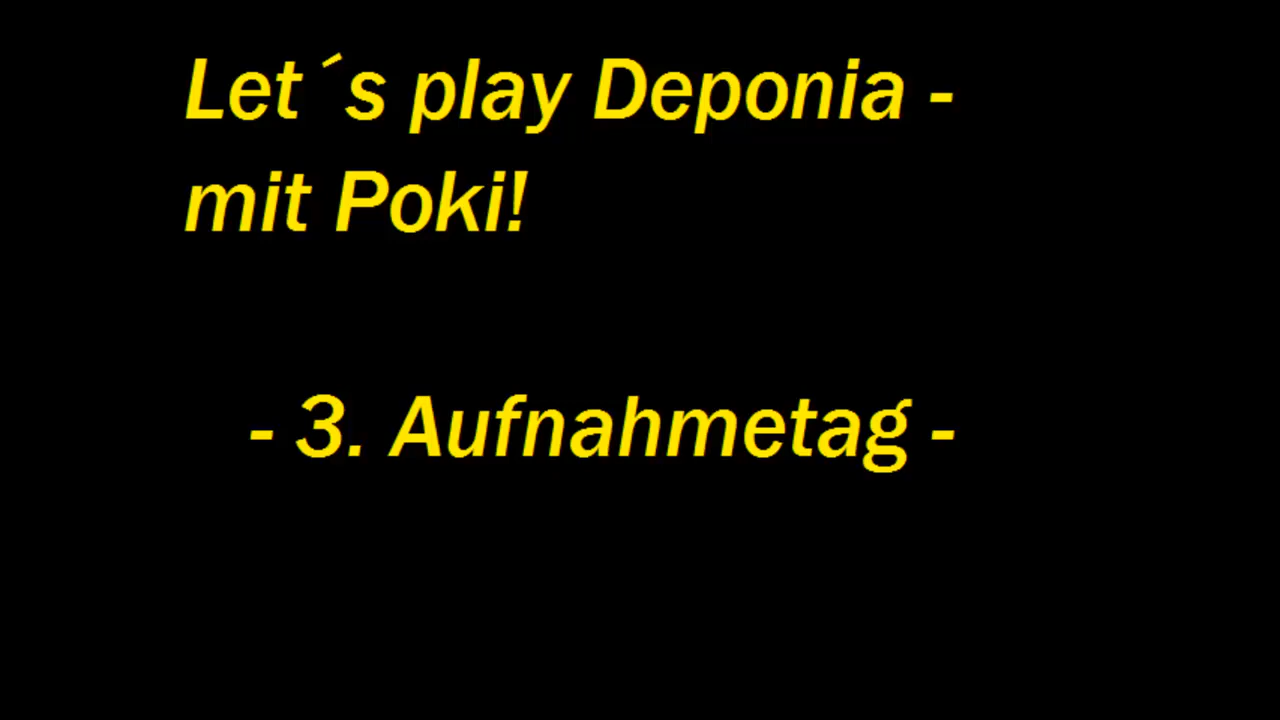 Let´s play Deponia -
mit Poki!
- 3. Aufnahmetag -